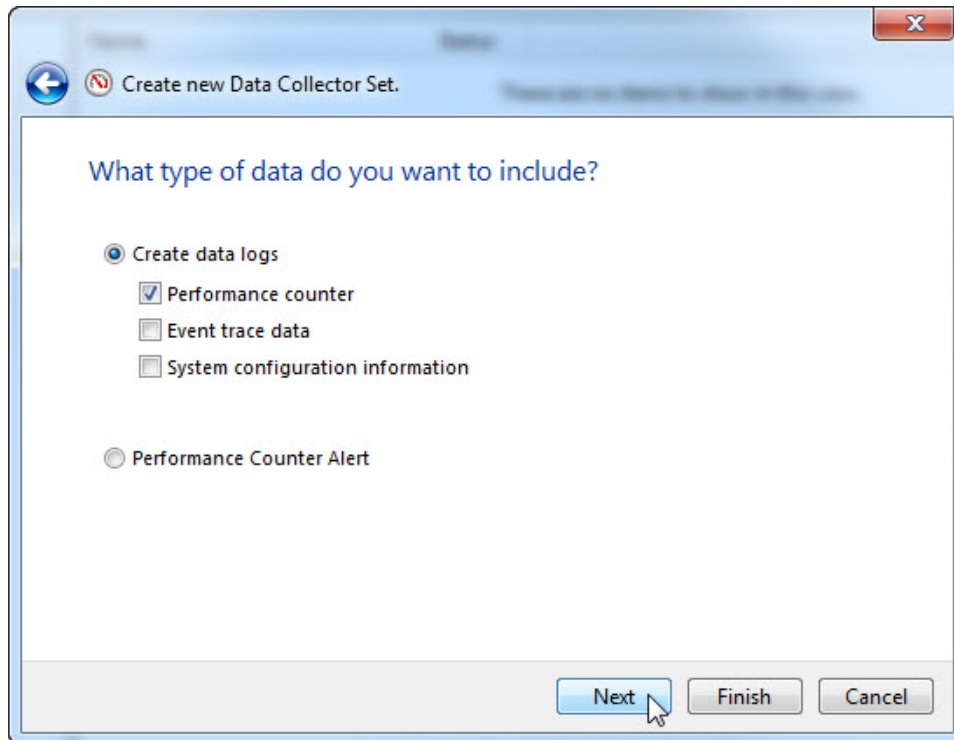 Create new Data Collector Set.
What type of data do you want to include?
Create data logs
Performance counter
Event trace data
System configuration information
Performance Counter Alert
Next Finish Cancel